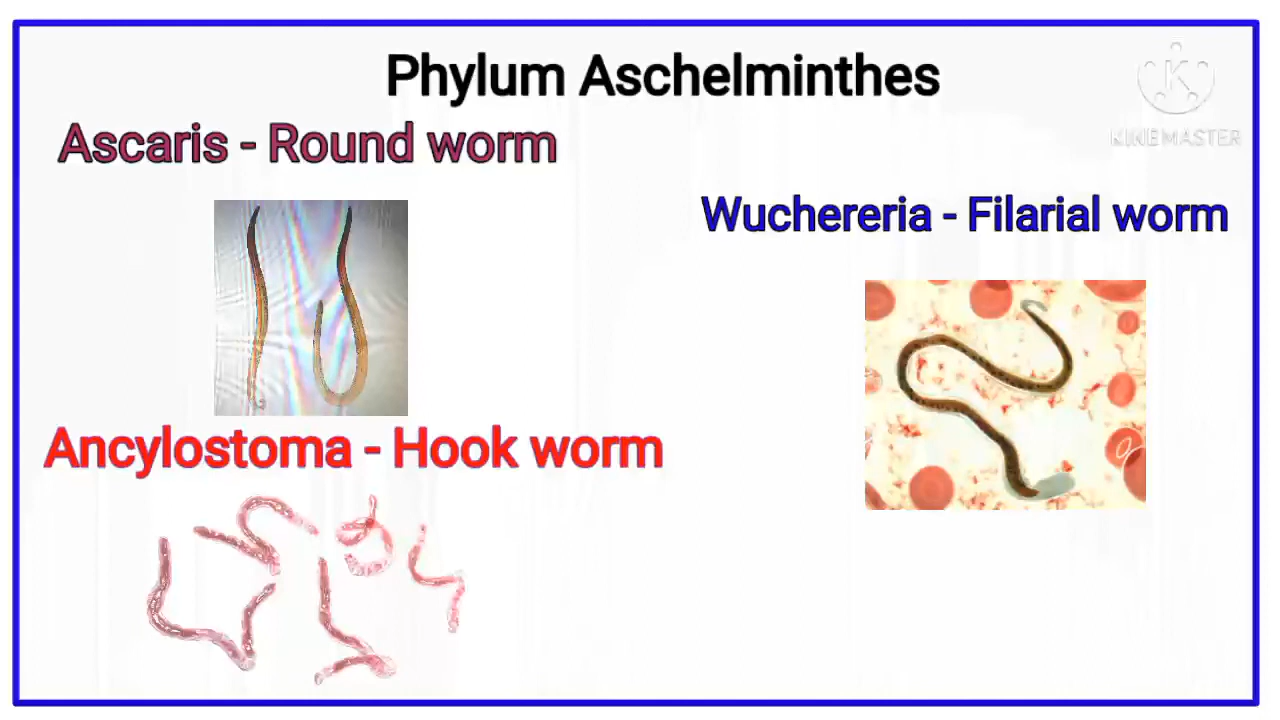 Phylum Aschelminthes
KINEMASTER
Ascaris - Round worm
Wuchereria - Filarial worm
Ancylostoma - Hook worm